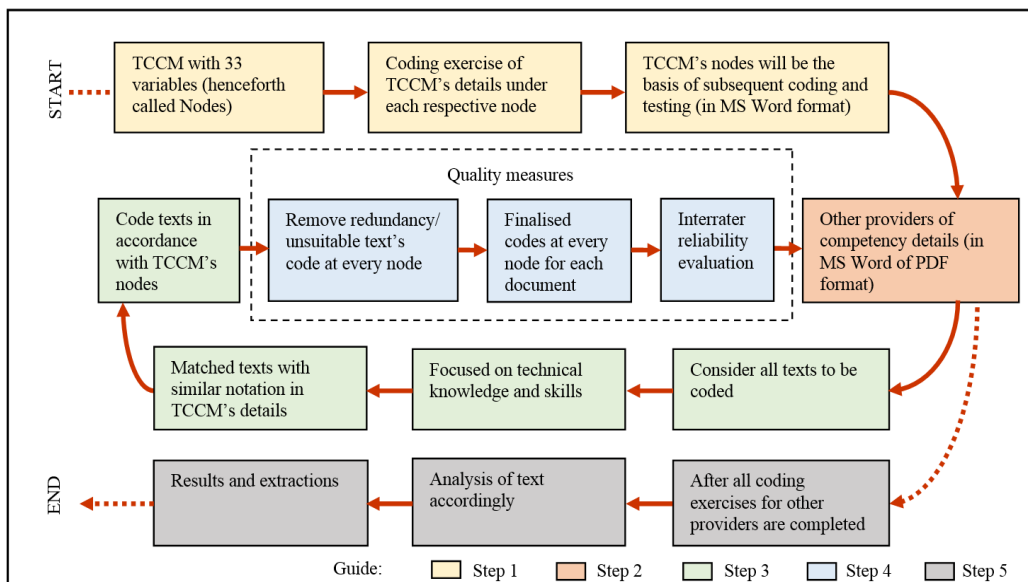 START
TCCM with 33
variables (henceforth
called Nodes)
Coding exercise of
TCCM's details under
each respective node
TCCM's nodes will be the
basis of subsequent coding and
testing (in MS Word format)
Quality measures
Code texts in
accordance
with TCCM's
nodes
Remove redundancy/
unsuitable text's
code at every node
Finalised
codes at every
node for each
document
Interrater
reliability
evaluation
Other providers of
competency details (in
MS Word of PDF
format)
Matched texts with
similar notation in
TCCM's details
Focused on technical
knowledge and skills
Consider all texts to be
coded
END
Results and extractions
Analysis of text
accordingly
After all coding
exercises for other
providers are completed
Guide:
Step 1
Step 2
Step 3
Step 4
Step 5